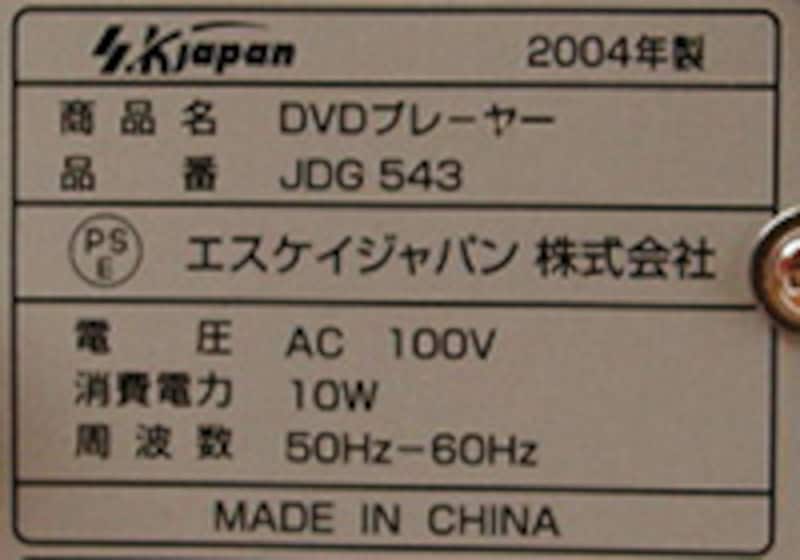 S.K japan 2004年製
商品名 DVDプレーヤー
品番 JDG 543
PSE エスケイジャパン 株式会社
電圧 AC 100V
消費電力 10W
周波数 50Hz-60Hz
MADE IN CHINA